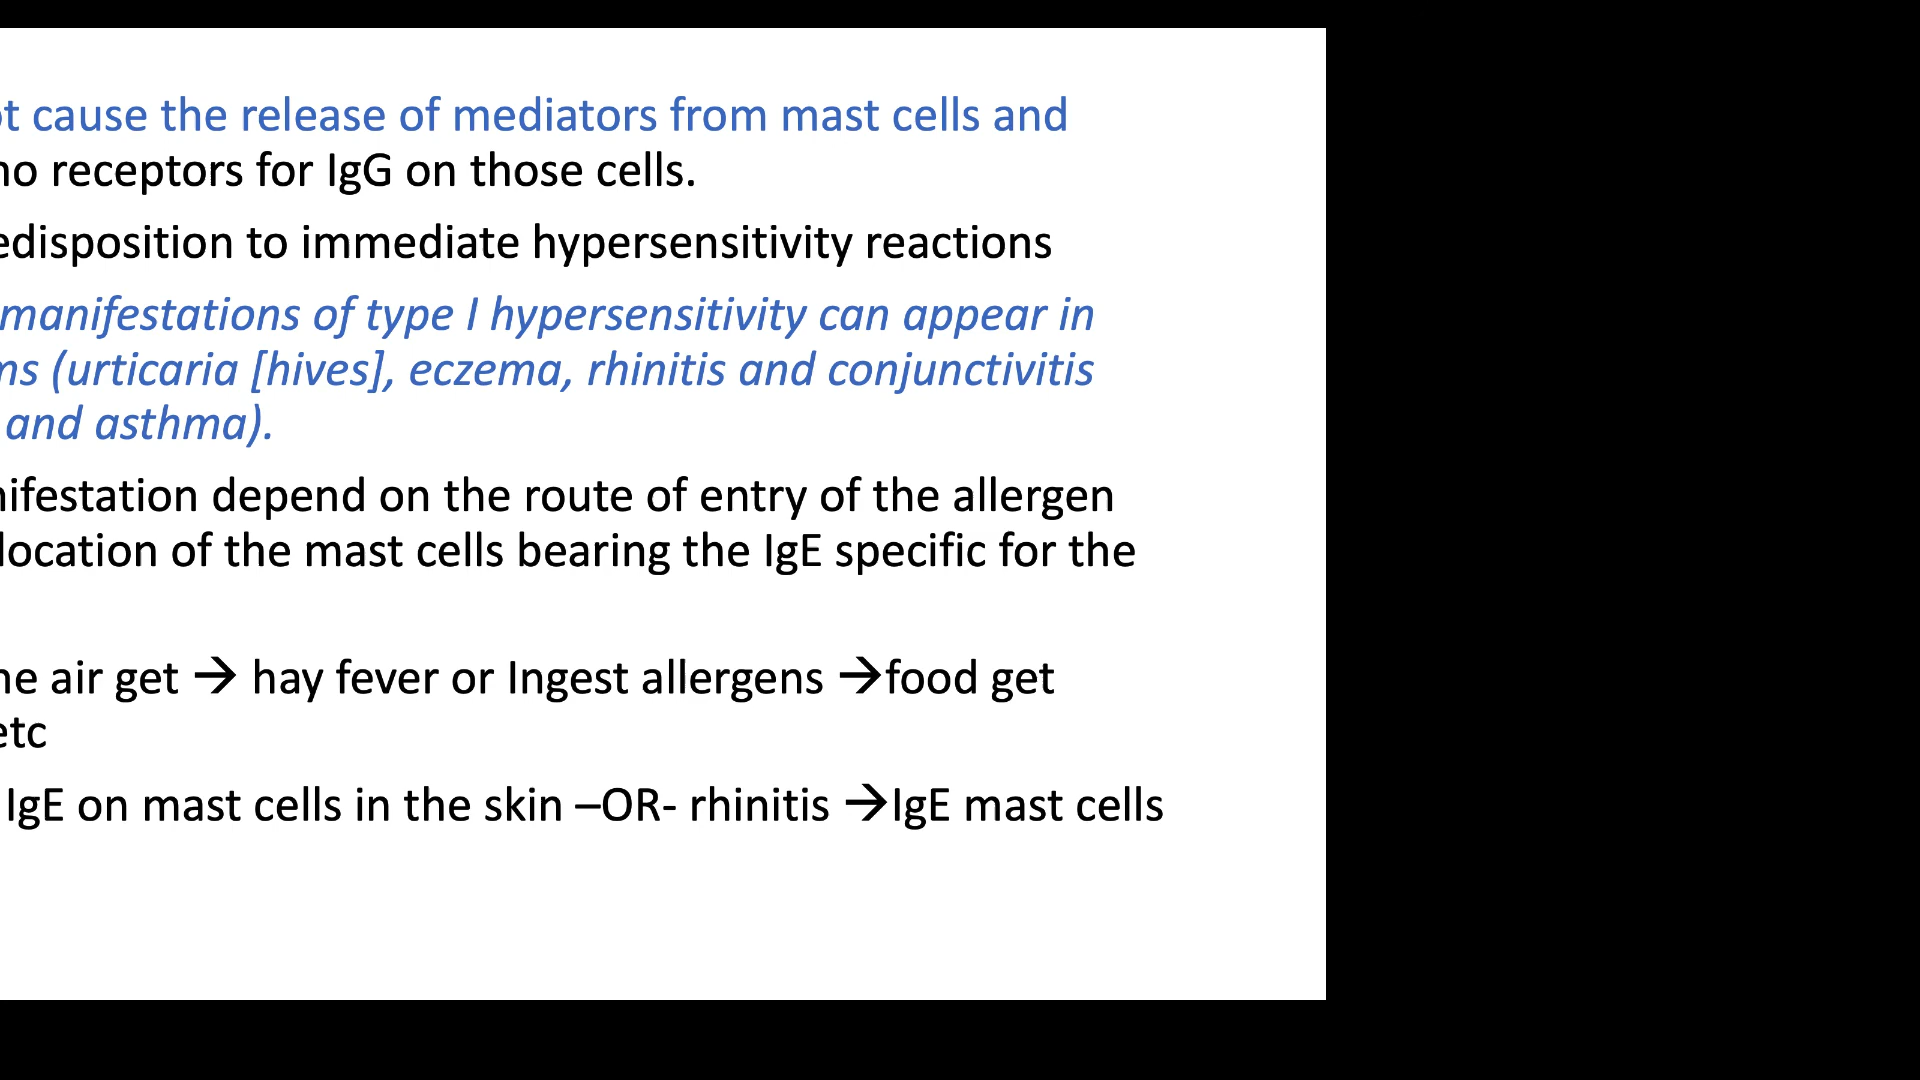 t cause the release of mediators from mast cells and
no receptors for IgG on those cells.
edisposition to immediate hypersensitivity reactions
manifestations of type I hypersensitivity can appear in
ms (urticaria [hives], eczema, rhinitis and conjunctivitis
and asthma).
nifestation depend on the route of entry of the allergen
location of the mast cells bearing the IgE specific for the
he air get → hay fever or Ingest allergens →food get
etc
IgE on mast cells in the skin –OR- rhinitis →IgE mast cells